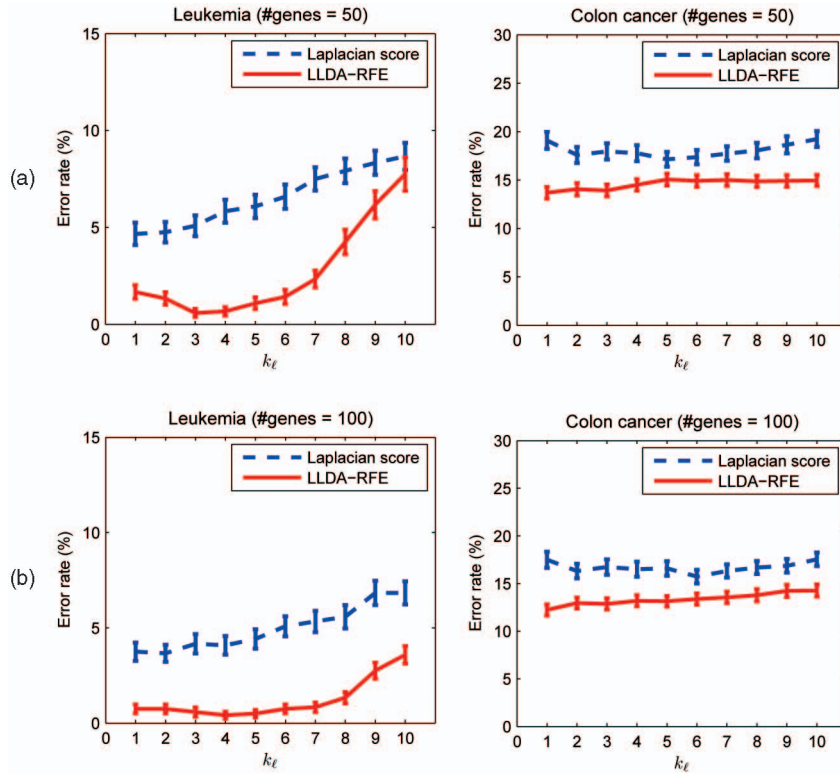 (a)
Leukemia (#genes = 50)
Laplacian score
LLDA−RFE
Error rate (%)
15
10
5
0
0 1 2 3 4 5 6 7 8 9 10
kℓ
Colon cancer (#genes = 50)
Laplacian score
LLDA−RFE
Error rate (%)
30
25
20
15
10
5
0
0 1 2 3 4 5 6 7 8 9 10
kℓ
(b)
Leukemia (#genes = 100)
Laplacian score
LLDA−RFE
Error rate (%)
15
10
5
0
0 1 2 3 4 5 6 7 8 9 10
kℓ
Colon cancer (#genes = 100)
Laplacian score
LLDA−RFE
Error rate (%)
30
25
20
15
10
5
0
0 1 2 3 4 5 6 7 8 9 10
kℓ